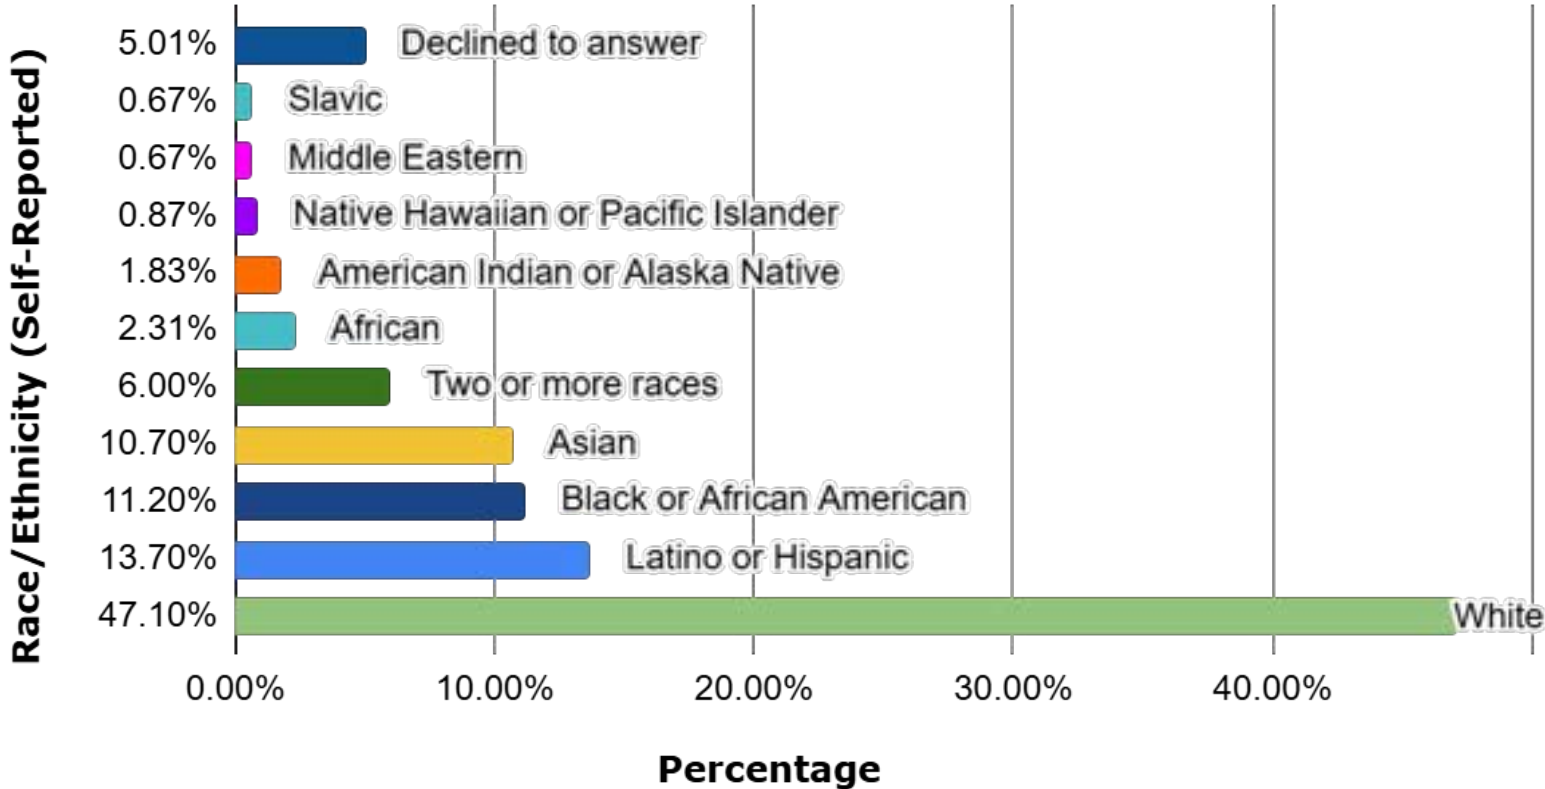 Race/Ethnicity (Self-Reported)
5.01% Declined to answer
0.67% Slavic
0.67% Middle Eastern
0.87% Native Hawaiian or Pacific Islander
1.83% American Indian or Alaska Native
2.31% African
6.00% Two or more races
10.70% Asian
11.20% Black or African American
13.70% Latino or Hispanic
47.10% White
0.00% 10.00% 20.00% 30.00% 40.00%
Percentage